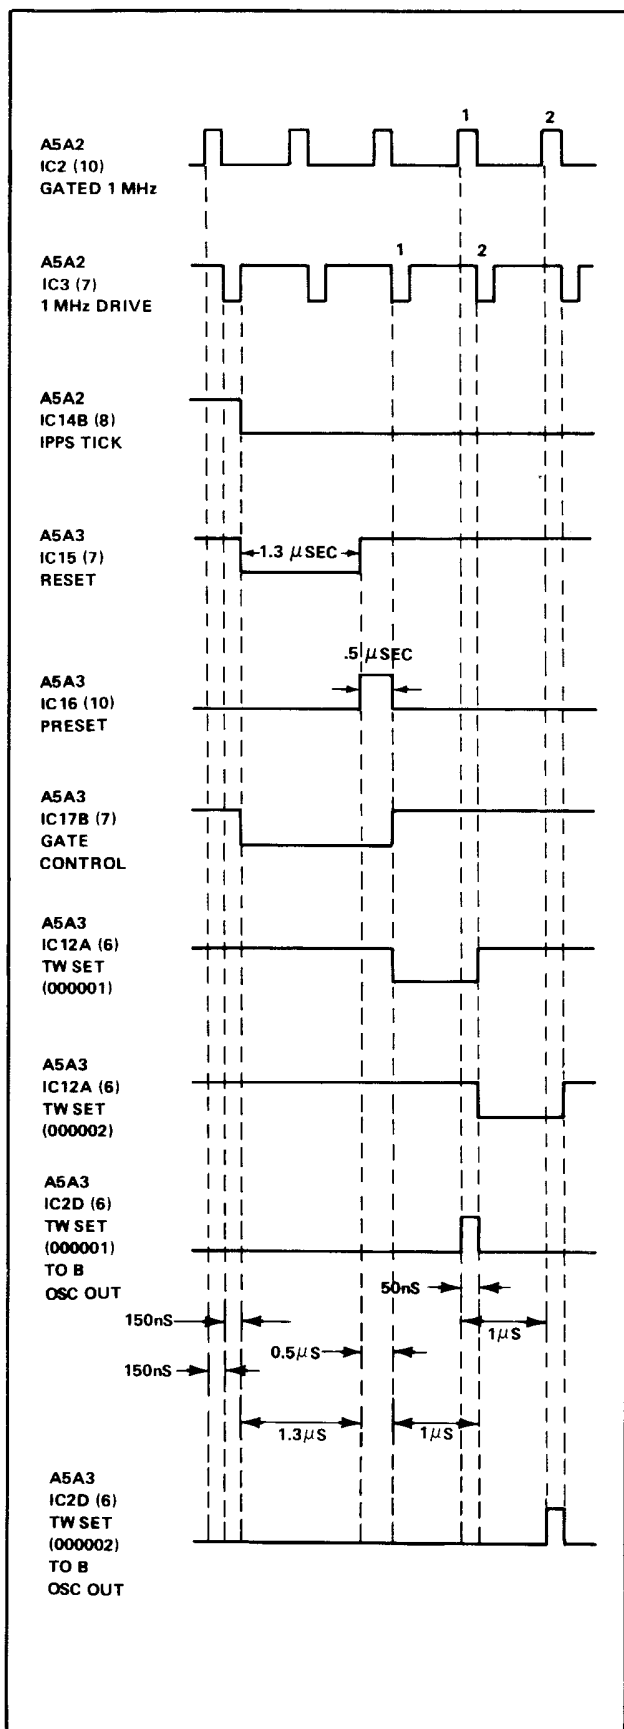 1 2
A5A2
IC2 (10)
GATED 1 MHz
1 2
A5A2
IC3 (7)
1 MHz DRIVE
A5A2
IC14B (8)
IPPS TICK
A5A3
IC15 (7)
RESET
1.3 μSEC
.5 μSEC
A5A3
IC16 (10)
PRESET
A5A3
IC17B (7)
GATE
CONTROL
A5A3
IC12A (6)
TW SET
(000001)
A5A3
IC12A (6)
TW SET
(000002)
A5A3
IC2D (6)
TW SET
(000001)
TO B
OSC OUT
50nS
150nS
1μS
0.5μS
150nS
1.3μS
1μS
A5A3
IC2D (6)
TW SET
(000002)
TO B
OSC OUT